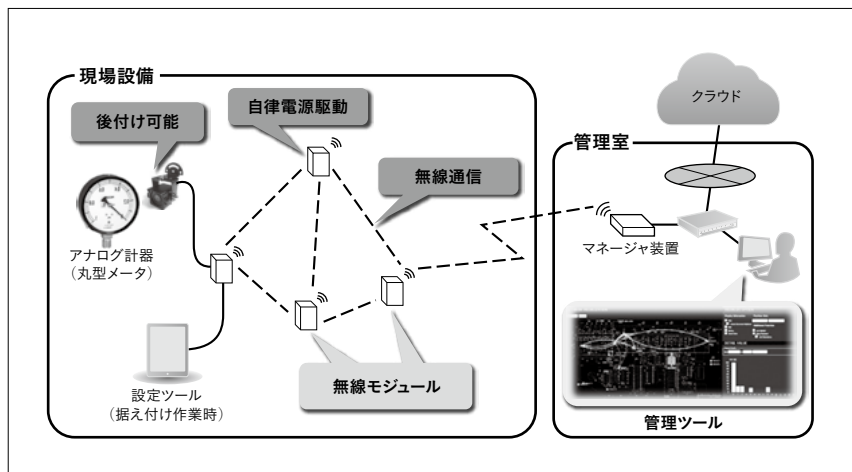 現場設備
後付け可能
自律電源駆動
無線通信
アナログ計器
（丸型メータ）
設定ツール
（据え付け作業時）
無線モジュール
クラウド
管理室
マネージャ装置
管理ツール